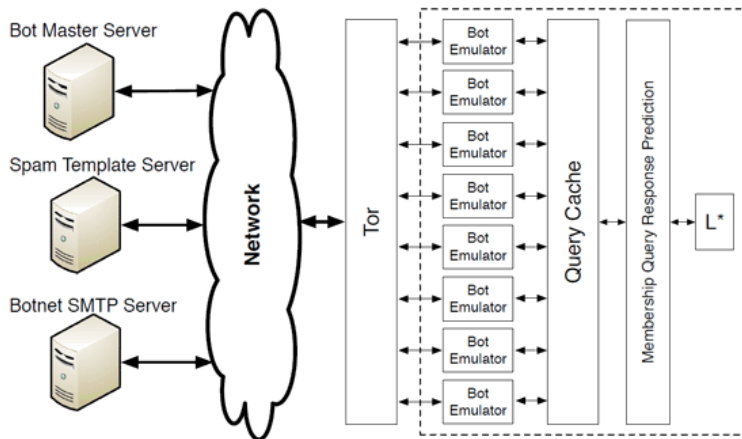 Bot Master Server
Spam Template Server
Botnet SMTP Server
Network
Tor
Bot
Emulator
Bot
Emulator
Bot
Emulator
Bot
Emulator
Bot
Emulator
Bot
Emulator
Bot
Emulator
Bot
Emulator
Query Cache
Membership Query Response Prediction
L*